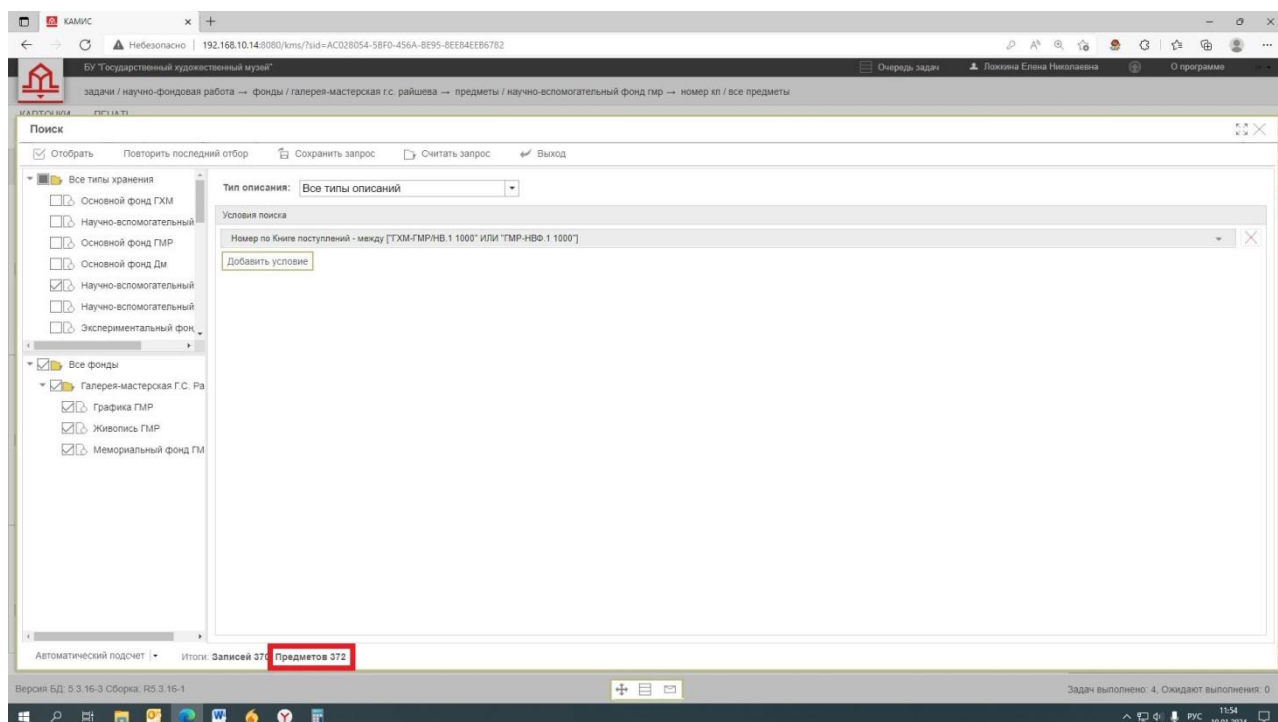 КАМИС
Небезопасно | 192.168.10.14:8080/kms/?sid=AC028054-5BF0-456A-BE95-8EE84EEB6782
БУ "Государственный художественный музей"
Очередь задач
Ложкина Елена Николаевна
О программе
задачи / научно-фондовая работа → фонды / галерея-мастерская г.с. райшева → предметы / научно-вспомогательный фонд гмр → номер кп / все предметы
КАРТОЧКИ ПЕЧАТЬ
Поиск
Отобрать Повторить последний отбор Сохранить запрос Считать запрос Выход
Все типы хранения
Основной фонд ГХМ
Научно-вспомогательный
Основной фонд ГМР
Основной фонд Дм
Научно-вспомогательный
Научно-вспомогательный
Экспериментальный фон
Все фонды
Галерея-мастерская Г.С. Ра
Графика ГМР
Живопись ГМР
Мемориальный фонд ГМ
Тип описания: Все типы описаний
Условия поиска
Номер по Книге поступлений - между ["ГХМ-ГМР/НВ.1 1000" ИЛИ "ГМР-НВФ.1 1000"]
Добавить условие
Автоматический подсчет Итоги: Записей 370 Предметов 372
Версия БД: 5.3.16-3 Сборка: R5.3.16-1
Задач выполнено: 4, Ожидают выполнения: 0
РУС
11:54